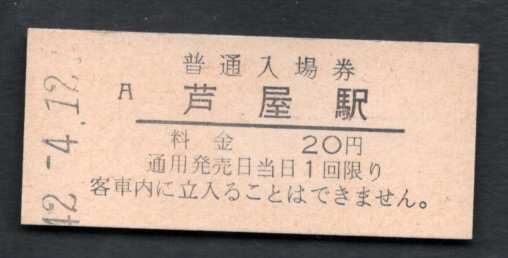 42.-4.12
普通入場券
A 芦屋駅
料金 20円
通用発売日当日1回限り
客車内に立入ることはできません。